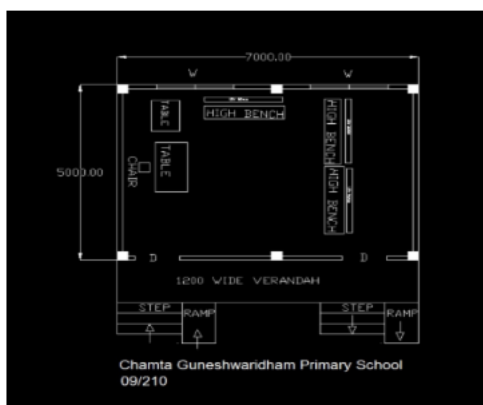 7000.00
W W
TABLE
HIGH BENCH
HIGH BENCH
TABLE
5000.00
CHAIR
HIGH BENCH
D D
1200 WIDE VERANDAH
STEP STEP
RAMP RAMP
Chamta Guneshwaridham Primary School
09/210